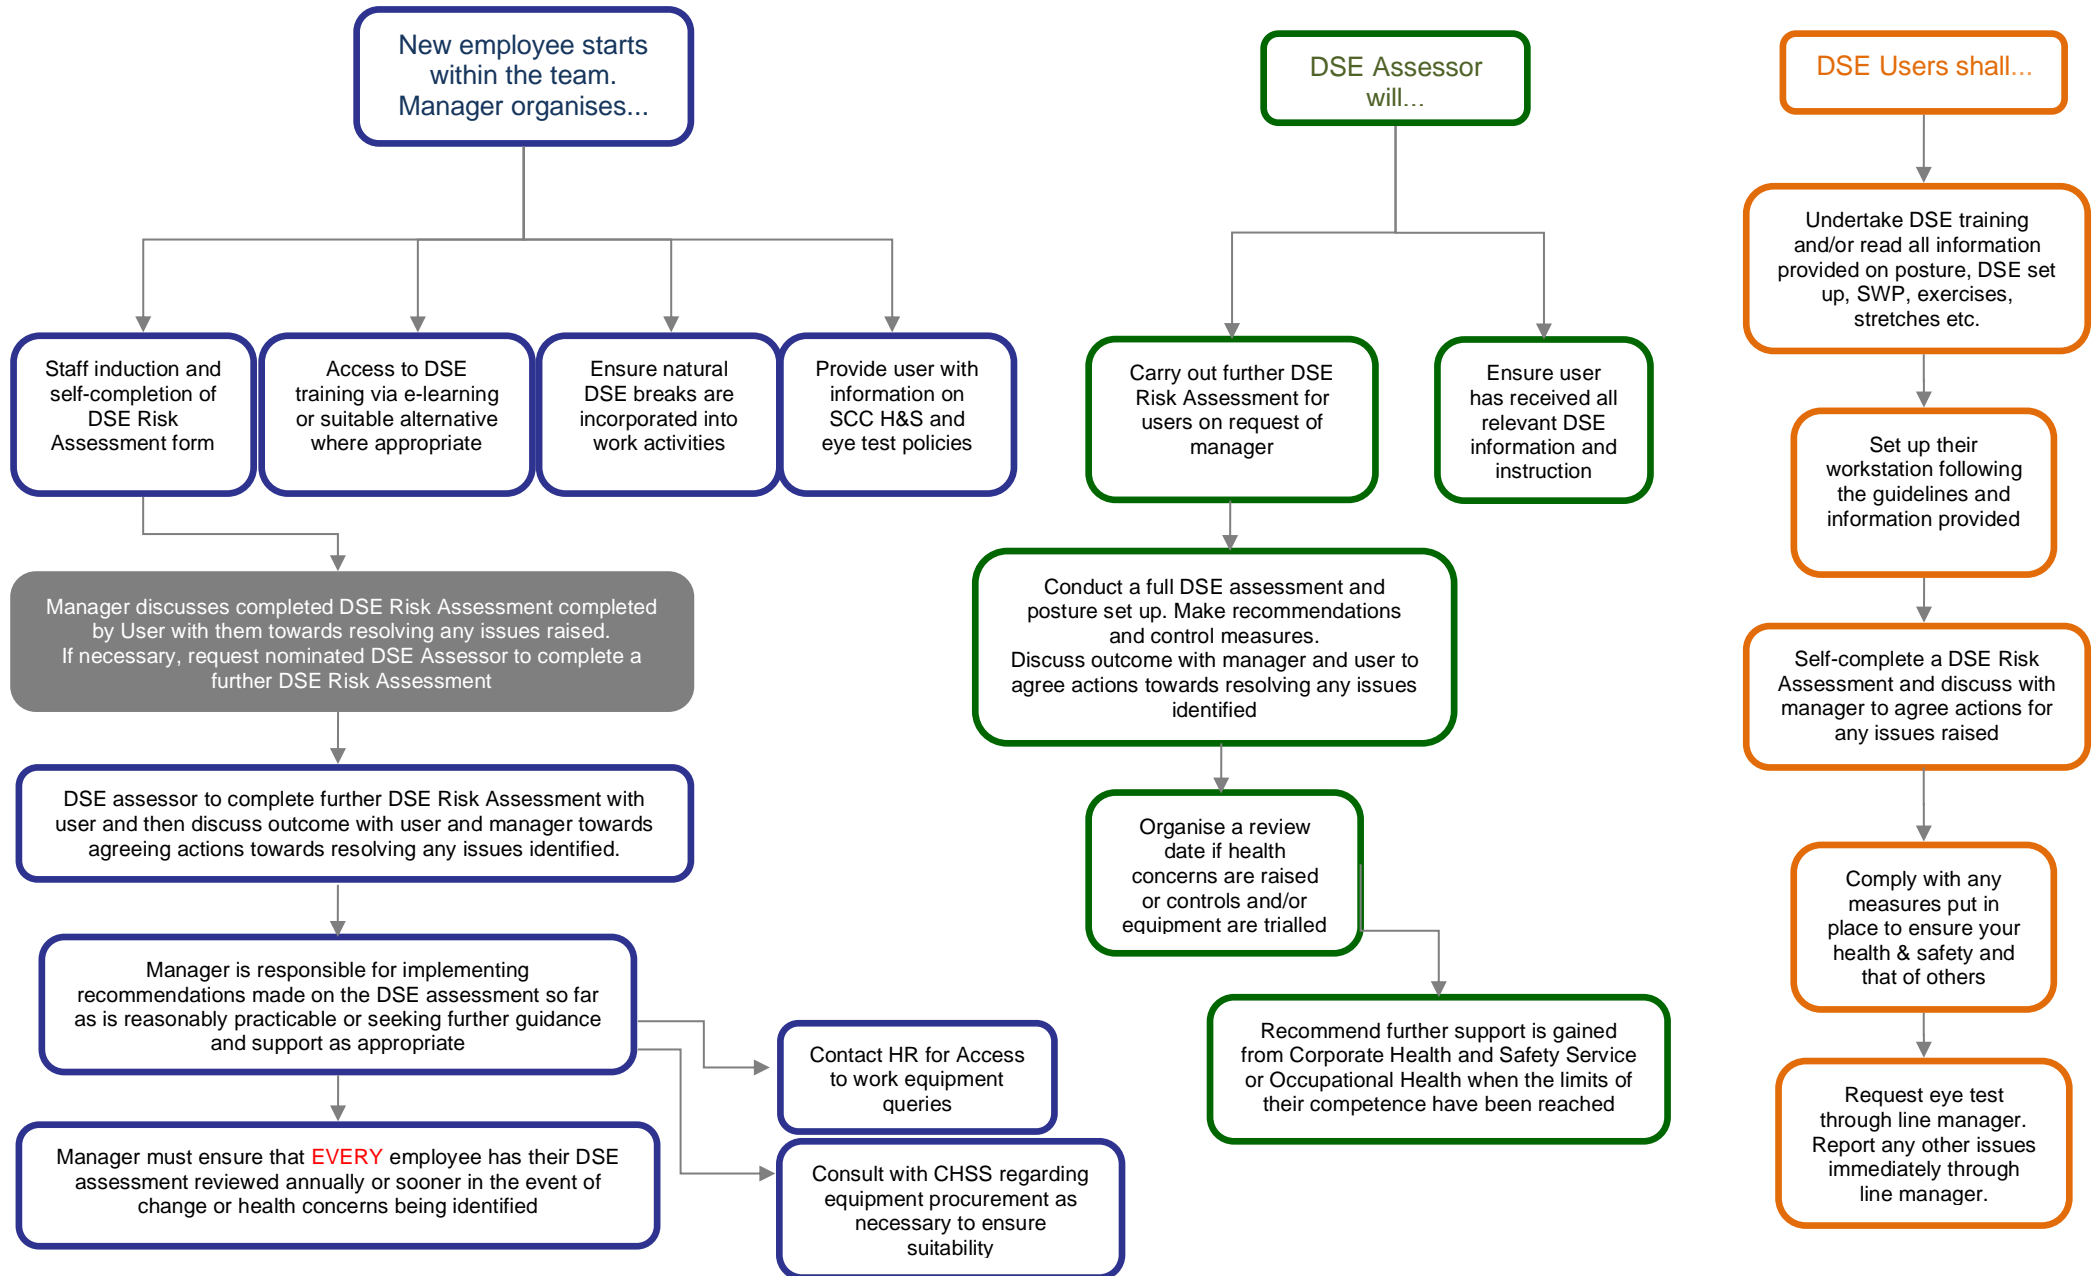 New employee starts
within the team.
Manager organises...
Staff induction and
self-completion of
DSE Risk
Assessment form
Access to DSE
training via e-learning
or suitable alternative
where appropriate
Ensure natural
DSE breaks are
incorporated into
work activities
Provide user with
information on
SCC H&S and
eye test policies
Manager discusses completed DSE Risk Assessment completed
by User with them towards resolving any issues raised.
If necessary, request nominated DSE Assessor to complete a
further DSE Risk Assessment
DSE assessor to complete further DSE Risk Assessment with
user and then discuss outcome with user and manager towards
agreeing actions towards resolving any issues identified.
Manager is responsible for implementing
recommendations made on the DSE assessment so far
as is reasonably practicable or seeking further guidance
and support as appropriate
Contact HR for Access
to work equipment
queries
Manager must ensure that EVERY employee has their DSE
assessment reviewed annually or sooner in the event of
change or health concerns being identified
Consult with CHSS regarding
equipment procurement as
necessary to ensure
suitability
DSE Assessor
will...
Carry out further DSE
Risk Assessment for
users on request of
manager
Ensure user
has received all
relevant DSE
information and
instruction
Conduct a full DSE assessment and
posture set up. Make recommendations
and control measures.
Discuss outcome with manager and user to
agree actions towards resolving any issues
identified
Organise a review
date if health
concerns are raised
or controls and/or
equipment are trialled
Recommend further support is gained
from Corporate Health and Safety Service
or Occupational Health when the limits of
their competence have been reached
DSE Users shall...
Undertake DSE training
and/or read all information
provided on posture, DSE set
up, SWP, exercises,
stretches etc.
Set up their
workstation following
the guidelines and
information provided
Self-complete a DSE Risk
Assessment and discuss with
manager to agree actions for
any issues raised
Comply with any
measures put in
place to ensure your
health & safety and
that of others
Request eye test
through line manager.
Report any other issues
immediately through
line manager.